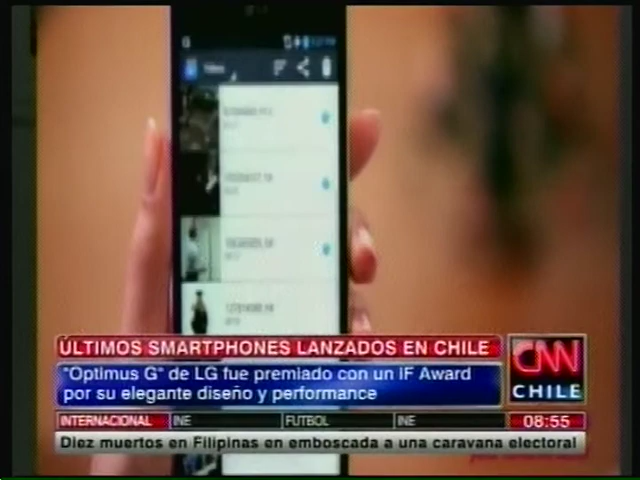 ÚLTIMOS SMARTPHONES LANZADOS EN CHILE
"Optimus G" de LG fue premiado con un IF Award
por su elegante diseño y performance
CNN
CHILE
INTERNACIONAL INE FUTBOL INE 08:55
Diez muertos en Filipinas en emboscada a una caravana electoral